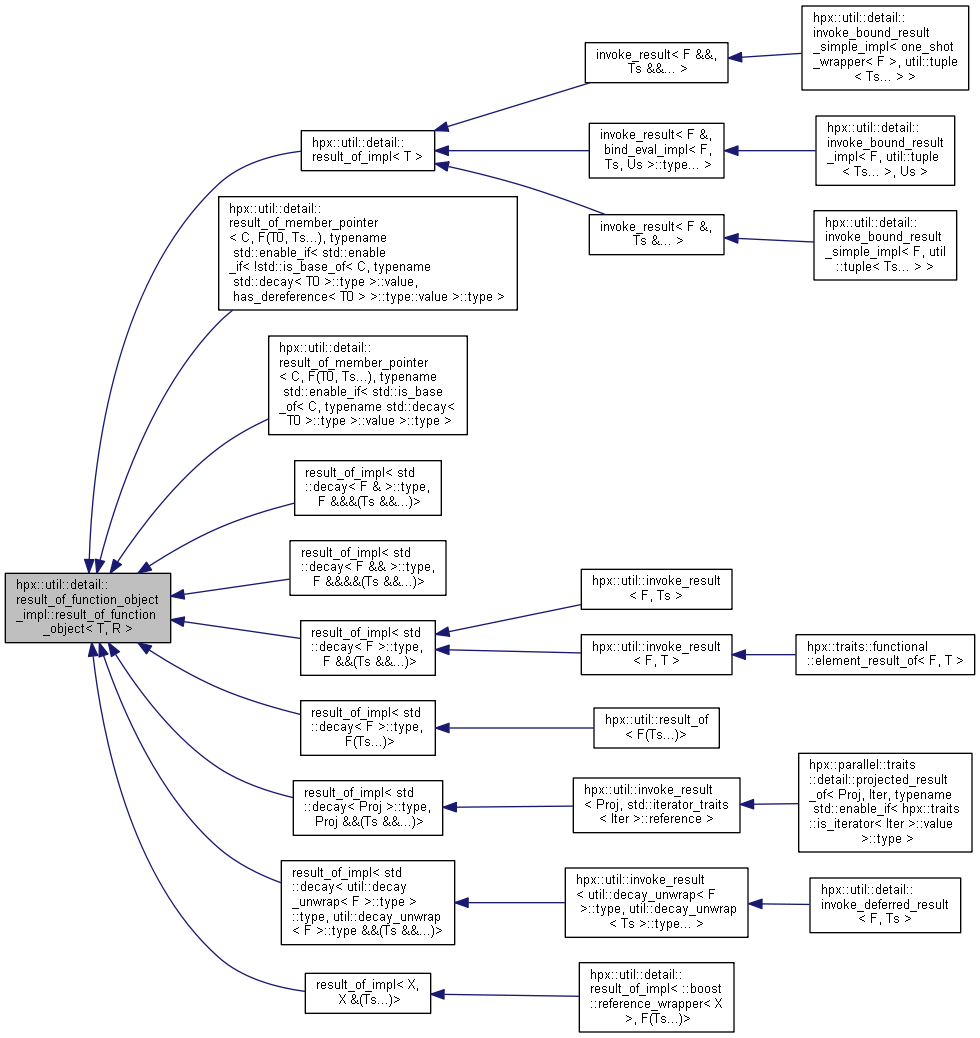 hpx::util::detail::
result_of_function_object
_impl::result_of_function
_object< T, R >
hpx::util::detail::
result_of_impl< T >
hpx::util::detail::
result_of_member_pointer
< C, F(T0, Ts...), typename
std::enable_if< std::enable
_if< !std::is_base_of< C, typename
std::decay< T0 >::type >::value,
has_dereference< T0 > >::type::value >::type >
hpx::util::detail::
result_of_member_pointer
< C, F(T0, Ts...), typename
std::enable_if< std::is_base
_of< C, typename std::decay<
T0 >::type >::value >::type >
result_of_impl< std
::decay< F & >::type,
F &&&(Ts &&...)>
result_of_impl< std
::decay< F && >::type,
F &&&&(Ts &&...)>
result_of_impl< std
::decay< F >::type,
F &&(Ts &&...)>
result_of_impl< std
::decay< F >::type,
F(Ts...)>
result_of_impl< std
::decay< Proj >::type,
Proj &&(Ts &&...)>
result_of_impl< std
::decay< util::decay
_unwrap< F >::type >
::type, util::decay_unwrap
< F >::type &&(Ts &&...)>
result_of_impl< X,
X &(Ts...)>
invoke_result< F &&,
Ts &&... >
invoke_result< F &,
bind_eval_impl< F,
Ts, Us >::type... >
invoke_result< F &,
Ts &... >
hpx::util::invoke_result
< F, Ts >
hpx::util::invoke_result
< F, T >
hpx::util::result_of
< F(Ts...)>
hpx::util::invoke_result
< Proj, std::iterator_traits
< Iter >::reference >
hpx::util::invoke_result
< util::decay_unwrap< F
>::type, util::decay_unwrap
< Ts >::type... >
hpx::util::detail::
result_of_impl< ::boost
::reference_wrapper< X
>, F(Ts...)>
hpx::util::detail::
invoke_bound_result
_simple_impl< one_shot
_wrapper< F >, util::tuple
< Ts... > >
hpx::util::detail::
invoke_bound_result
_impl< F, util::tuple
< Ts... >, Us >
hpx::util::detail::
invoke_bound_result
_simple_impl< F, util
::tuple< Ts... > >
hpx::traits::functional
::element_result_of< F, T >
hpx::parallel::traits
::detail::projected_result
_of< Proj, Iter, typename
std::enable_if< hpx::traits
::is_iterator< Iter >::value
>::type >
hpx::util::detail::
invoke_deferred_result
< F, Ts >